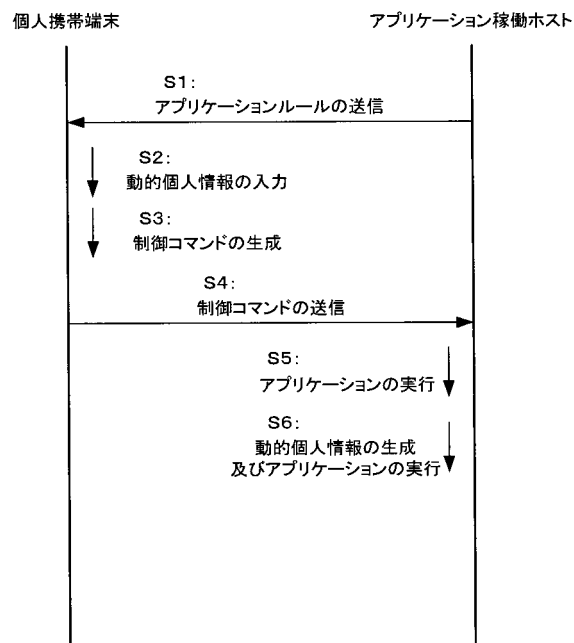 個人携帯端末
アプリケーション稼働ホスト
S1:
アプリケーションルールの送信
S2:
動的個人情報の入力
S3:
制御コマンドの生成
S4:
制御コマンドの送信
S5:
アプリケーションの実行
S6:
動的個人情報の生成
及びアプリケーションの実行